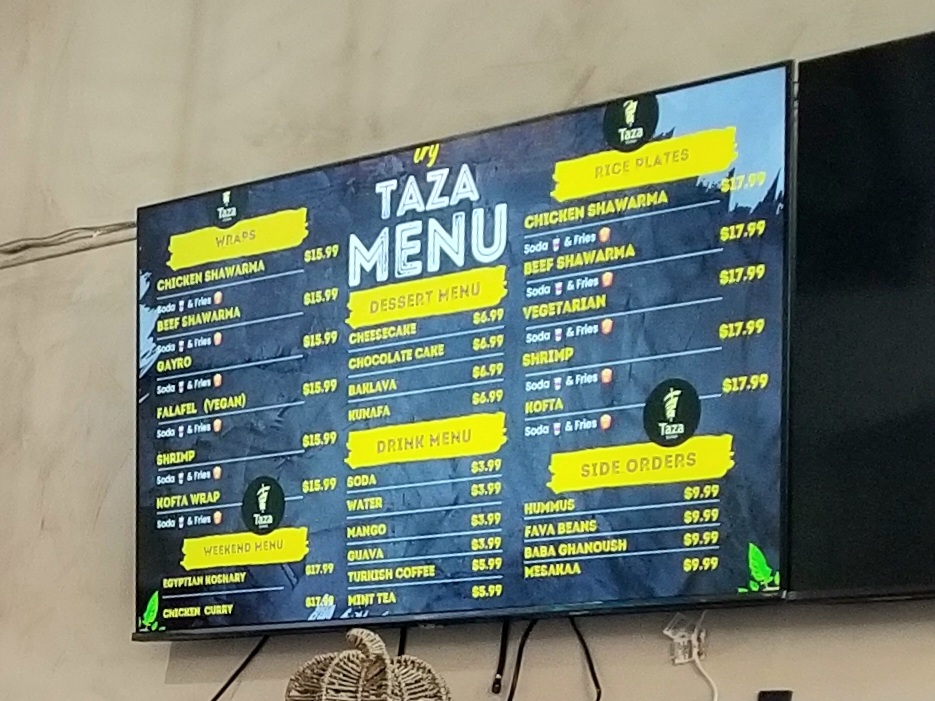 Taza
WRAPS
CHICKEN SHAWARMA $15.99
Soda & Fries
BEEF SHAWARMA $15.99
Soda & Fries
GAYRO $15.99
Soda & Fries
FALAFEL (VEGAN) $15.99
Soda & Fries
SHRIMP $15.99
Soda & Fries
KOFTA WRAP $15.99
Soda & Fries
Taza
WEEKEND MENU
EGYPTIAN KOSHARY $17.99
CHICKEN CURRY $17.99
try
TAZA
MENU
DESSERT MENU
CHEESECAKE $6.99
CHOCOLATE CAKE $6.99
BAKLAVA $6.99
KUNAFA $6.99
DRINK MENU
SODA $3.99
WATER $3.99
MANGO $3.99
GUAVA $3.99
TURKISH COFFEE $5.99
MINT TEA $5.99
Taza
RICE PLATES
CHICKEN SHAWARMA $17.99
Soda & Fries
BEEF SHAWARMA $17.99
Soda & Fries
VEGETARIAN $17.99
Soda & Fries
SHRIMP $17.99
Soda & Fries
KOFTA $17.99
Soda & Fries
Taza
SIDE ORDERS
HUMMUS $9.99
FAVA BEANS $9.99
BABA GHANOUSH $9.99
MESAKAA $9.99